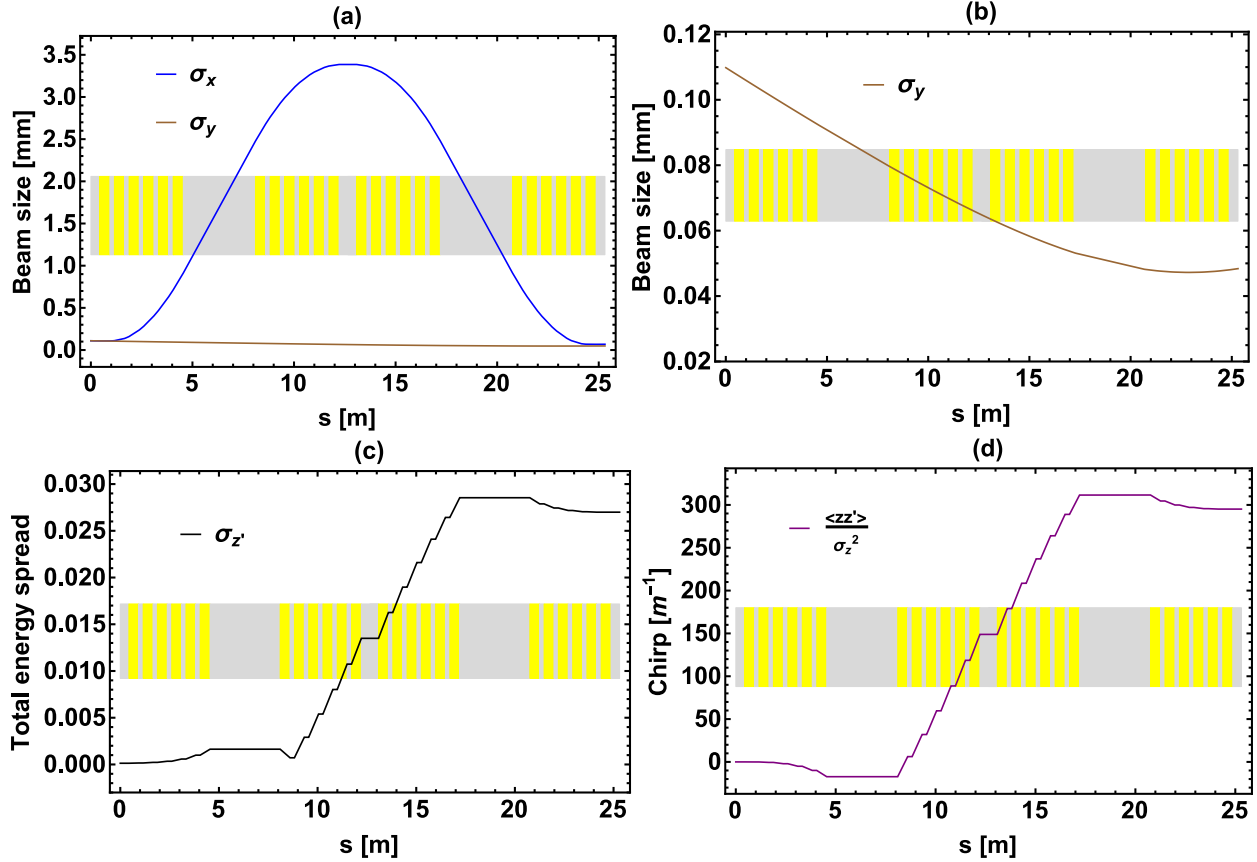 (a)
Beam size [mm]
3.5
3.0
2.5
2.0
1.5
1.0
0.5
0.0
σx
σy
0 5 10 15 20 25
s [m]
(b)
Beam size [mm]
0.12
0.10
0.08
0.06
0.04
0.02
σy
0 5 10 15 20 25
s [m]
(c)
Total energy spread
0.030
0.025
0.020
0.015
0.010
0.005
0.000
σz'
0 5 10 15 20 25
s [m]
(d)
Chirp [m⁻¹]
300
250
200
150
100
50
0
<zz'>
σz²
0 5 10 15 20 25
s [m]